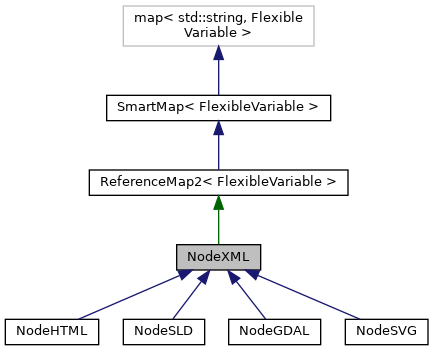 map< std::string, Flexible
Variable >
SmartMap< FlexibleVariable >
ReferenceMap2< FlexibleVariable >
NodeXML
NodeHTML
NodeSLD
NodeGDAL
NodeSVG